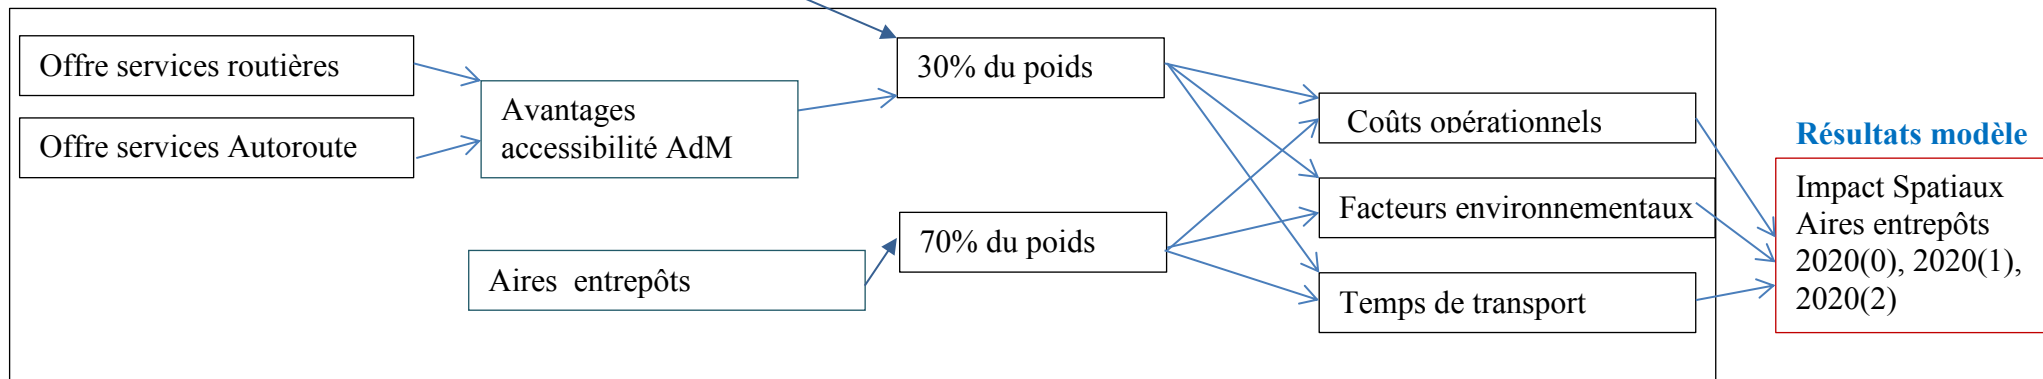 Offre services routières
Offre services Autoroute
Avantages
accessibilité AdM
Aires entrepôts
30% du poids
70% du poids
Coûts opérationnels
Facteurs environnementaux
Temps de transport
Résultats modèle
Impact Spatiaux
Aires entrepôts
2020(0), 2020(1),
2020(2)